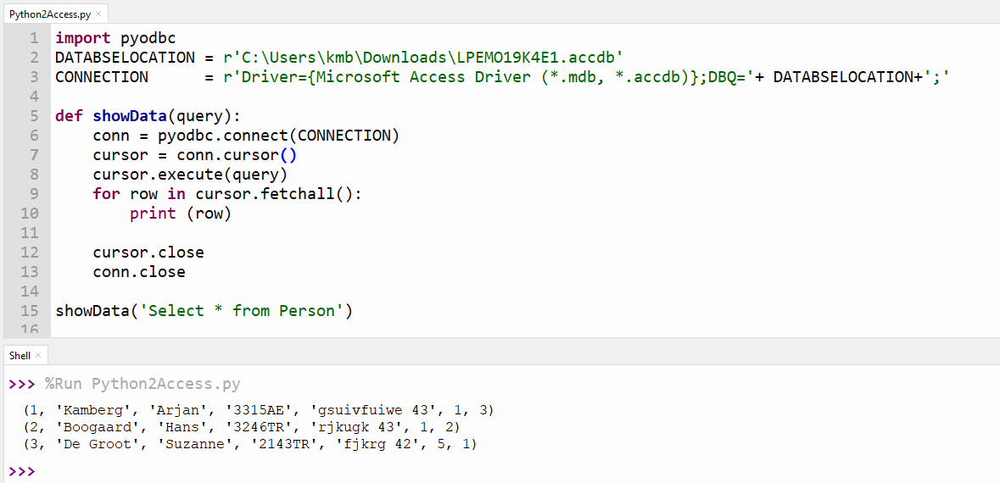 Python2Access.py ×
1 import pyodbc
2 DATABSELOCATION = r'C:\Users\kmb\Downloads\LPEMO19K4E1.accdb'
3 CONNECTION      = r'Driver={Microsoft Access Driver (*.mdb, *.accdb)};DBQ='+ DATABSELOCATION+';'
4
5 def showData(query):
6     conn = pyodbc.connect(CONNECTION)
7     cursor = conn.cursor()
8     cursor.execute(query)
9     for row in cursor.fetchall():
10         print (row)
11
12     cursor.close
13     conn.close
14
15 showData('Select * from Person')
16
Shell ×
>>> %Run Python2Access.py
(1, 'Kamberg', 'Arjan', '3315AE', 'gsuivfuiwe 43', 1, 3)
(2, 'Boogaard', 'Hans', '3246TR', 'rjkugk 43', 1, 2)
(3, 'De Groot', 'Suzanne', '2143TR', 'fjkrg 42', 5, 1)
>>>